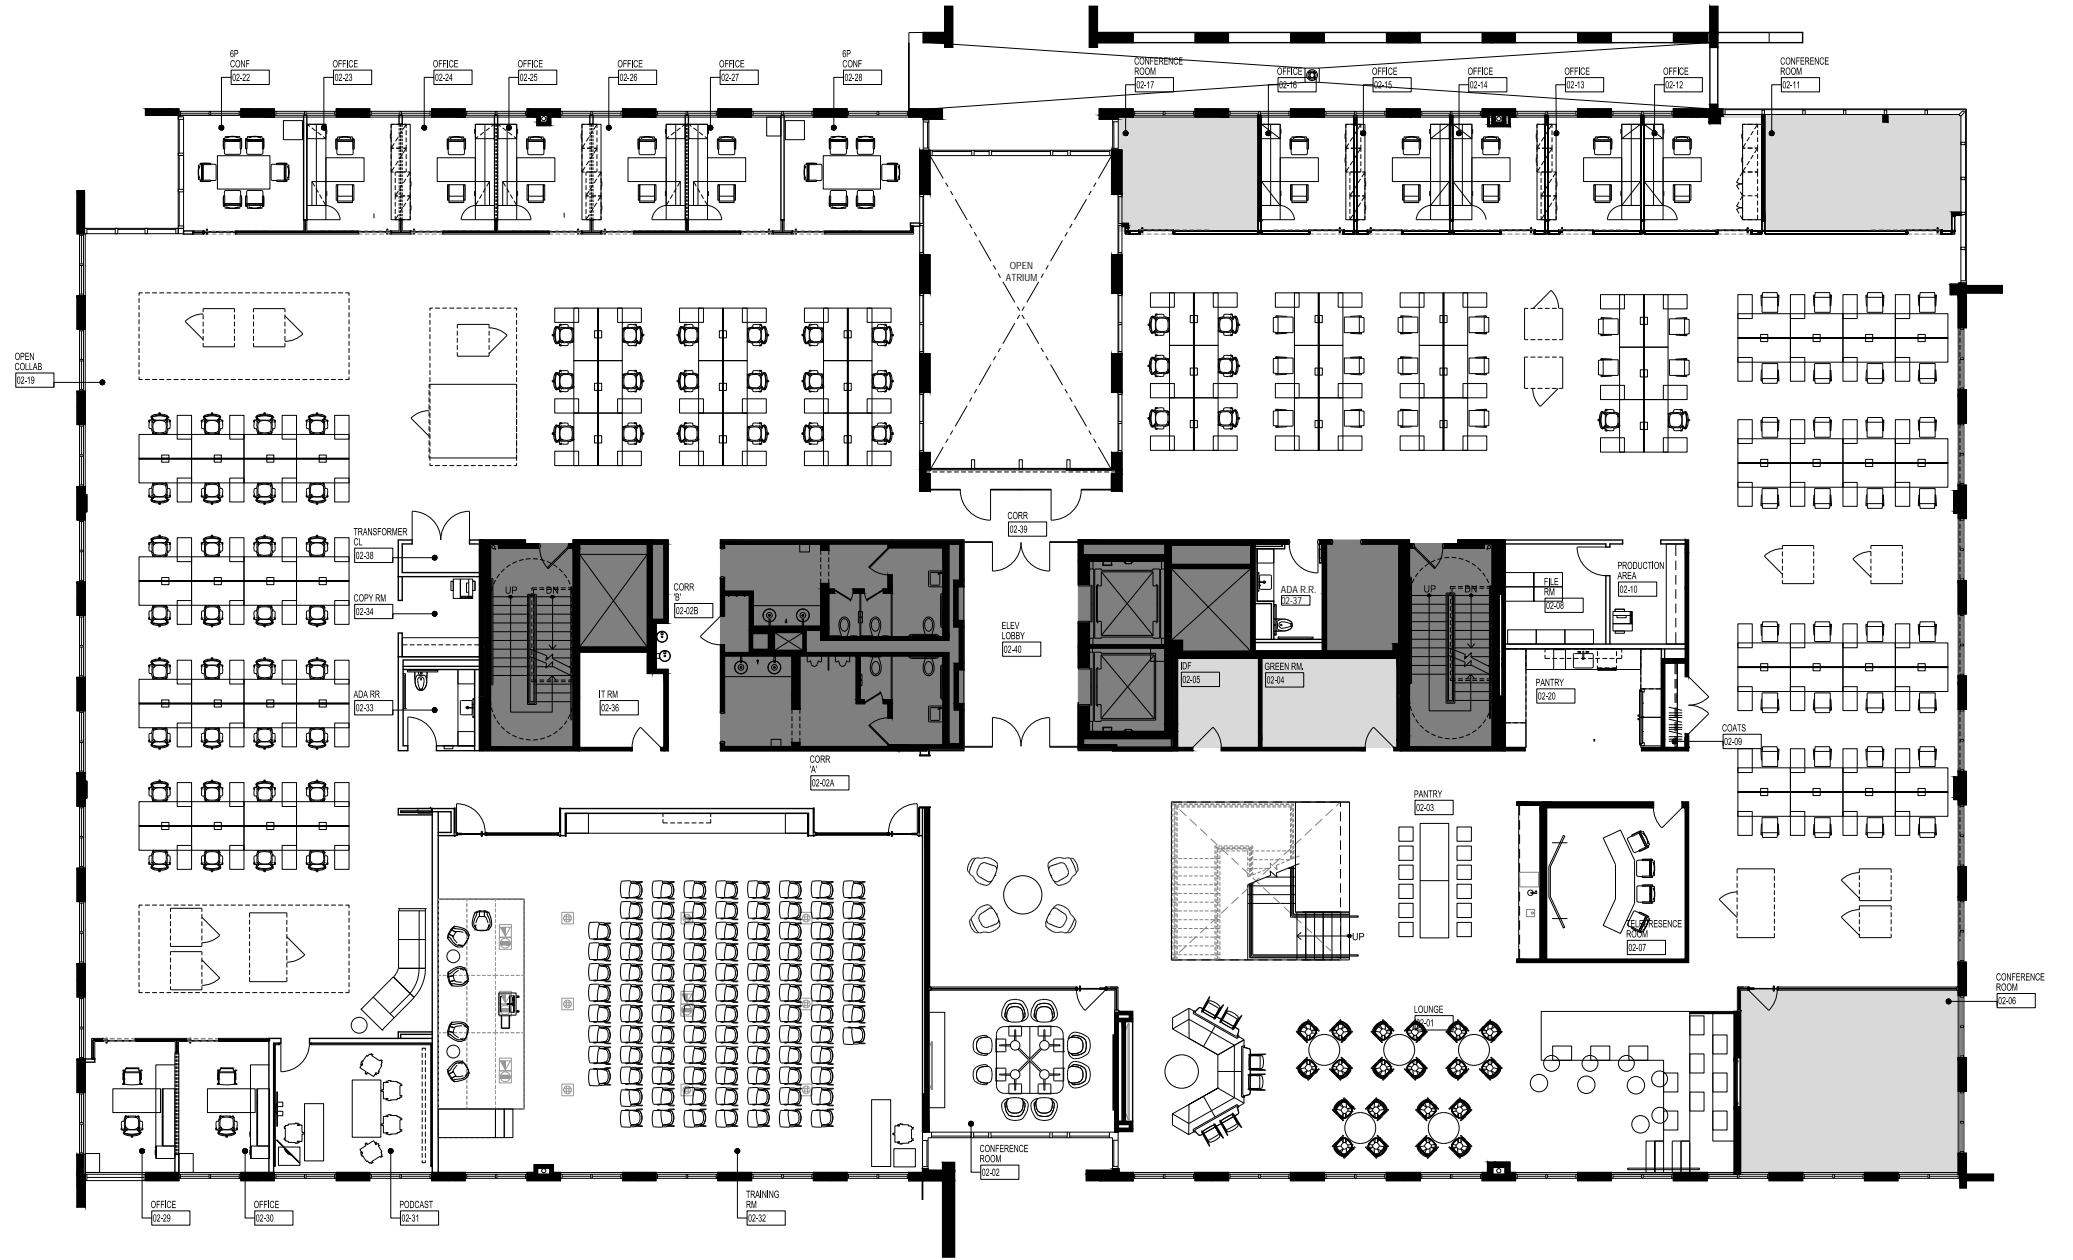 6P
CONF
02-22
OFFICE
02-23
OFFICE
02-24
OFFICE
02-25
OFFICE
02-26
OFFICE
02-27
6P
CONF
02-28
CONFERENCE
ROOM
02-17
OFFICE
02-16
OFFICE
02-15
OFFICE
02-14
OFFICE
02-13
OFFICE
02-12
CONFERENCE
ROOM
02-11
OPEN
ATRIUM
OPEN
COLLAB
02-19
CORR
02-39
TRANSFORMER
CL
02-38
COPY RM
02-34
ADA RR
02-33
UP
DN
IT RM
02-36
CORR
'B'
02-02B
ELEV
LOBBY
02-40
ADA R.R.
02-37
IDF
02-05
GREEN RM.
02-04
UP
DN
FILE
RM
02-08
PRODUCTION
AREA
02-10
PANTRY
02-20
COATS
02-09
CORR
'A'
02-02A
PANTRY
02-03
UP
TELEPRESENCE
ROOM
02-07
CONFERENCE
ROOM
02-06
LOUNGE
02-01
CONFERENCE
ROOM
02-02
OFFICE
02-29
OFFICE
02-30
PODCAST
02-31
TRAINING
RM
02-32